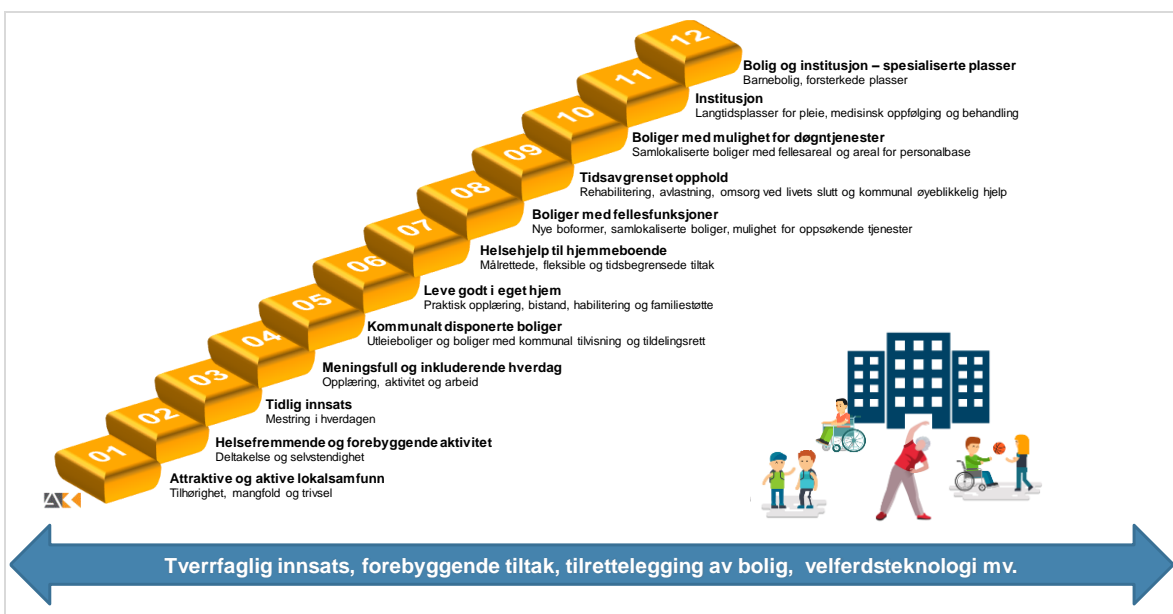 12
Bolig og institusjon – spesialiserte plasser
Barnebolig, forsterkede plasser
11
Institusjon
Langtidsplasser for pleie, medisinsk oppfølging og behandling
10
Boliger med mulighet for døgntjenester
Samlokaliserte boliger med fellesareal og areal for personalbase
09
Tidsavgrenset opphold
Rehabilitering, avlastning, omsorg ved livets slutt og kommunal øyeblikkelig hjelp
08
Boliger med fellesfunksjoner
Nye boformer, samlokaliserte boliger, mulighet for oppsøkende tjenester
07
Helsehjelp til hjemmeboende
Målrettede, fleksible og tidsbegrensede tiltak
06
Leve godt i eget hjem
Praktisk opplæring, bistand, habilitering og familiestøtte
05
Kommunalt disponerte boliger
Utleieboliger og boliger med kommunal tilvisning og tildelingsrett
04
Meningsfull og inkluderende hverdag
Opplæring, aktivitet og arbeid
03
Tidlig innsats
Mestring i hverdagen
02
Helsefremmende og forebyggende aktivitet
Deltakelse og selvstendighet
01
Attraktive og aktive lokalsamfunn
Tilhørighet, mangfold og trivsel
Tverrfaglig innsats, forebyggende tiltak, tilrettelegging av bolig, velferdsteknologi mv.